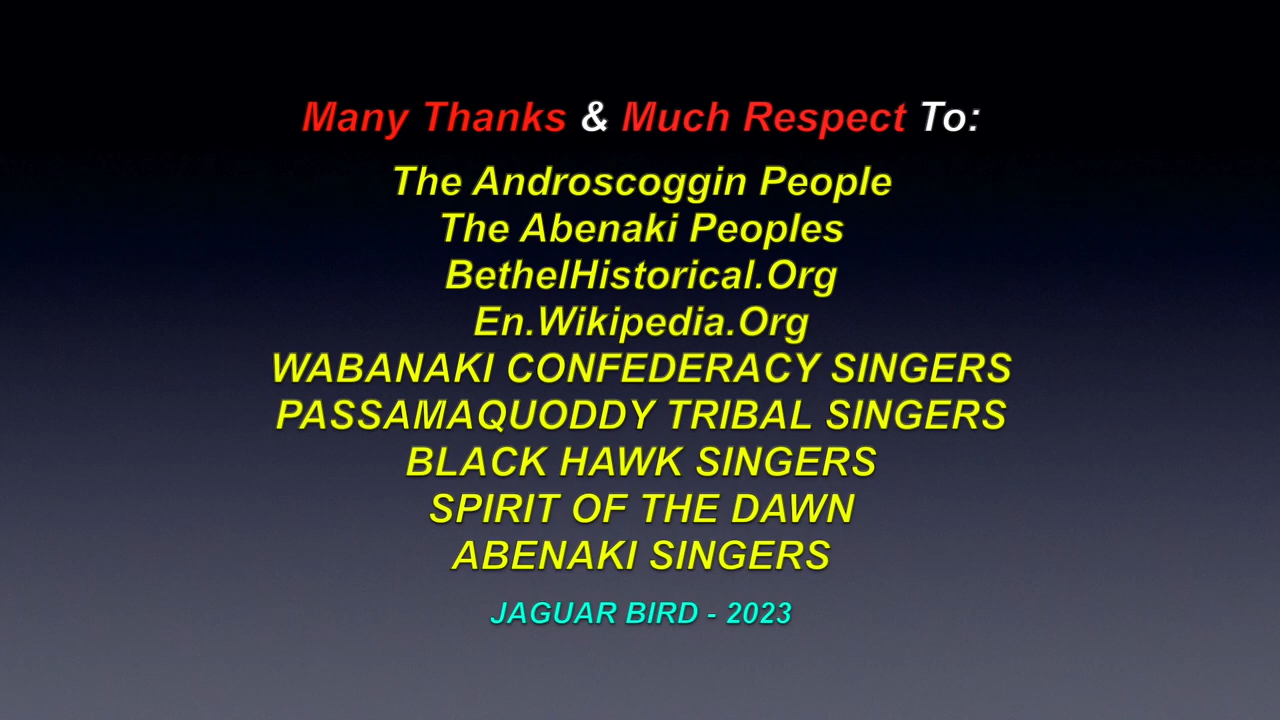 Many Thanks & Much Respect To:
The Androscoggin People
The Abenaki Peoples
BethelHistorical.Org
En.Wikipedia.Org
WABANAKI CONFEDERACY SINGERS
PASSAMAQUODDY TRIBAL SINGERS
BLACK HAWK SINGERS
SPIRIT OF THE DAWN
ABENAKI SINGERS
JAGUAR BIRD - 2023